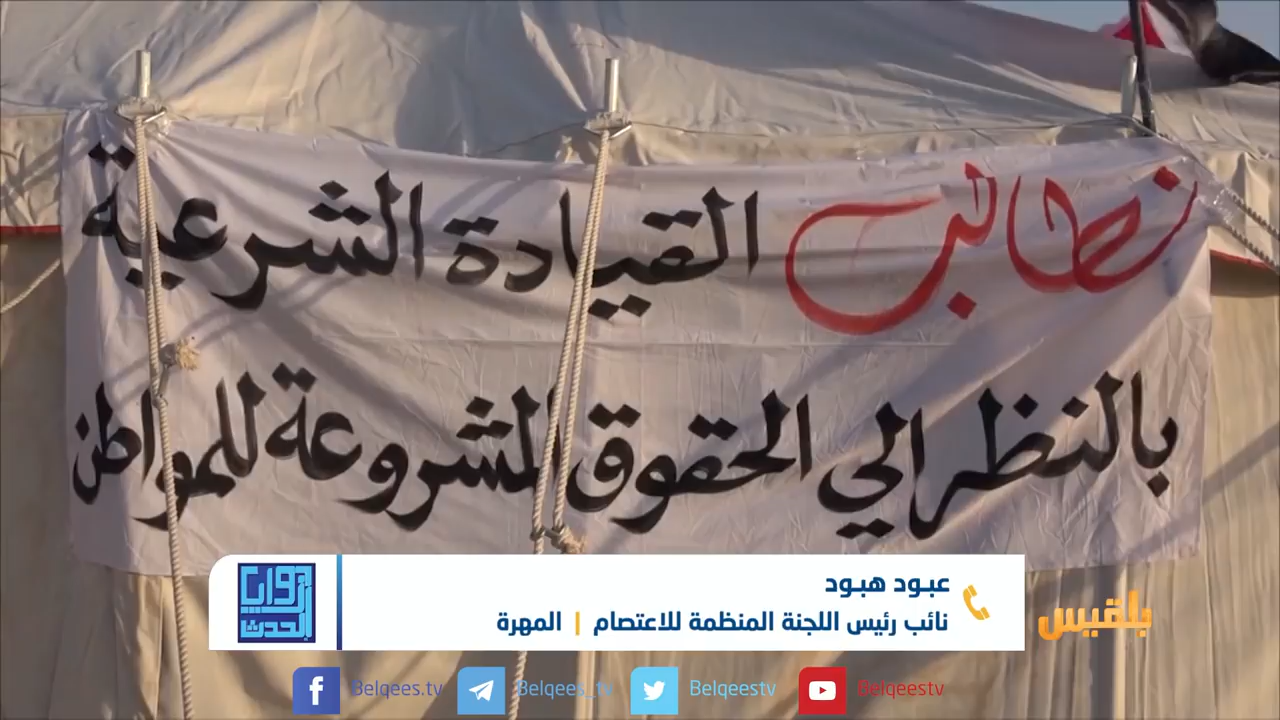 نطالب القيادة الشرعية
بالنظر الي الحقوق المشروعة للمواطن
عبود هبود
نائب رئيس اللجنة المنظمة للاعتصام | المهرة
بلقيس
زوايا الحدث
Belqees.tv
Belqees_tv
Belqeestv
Belqeestv